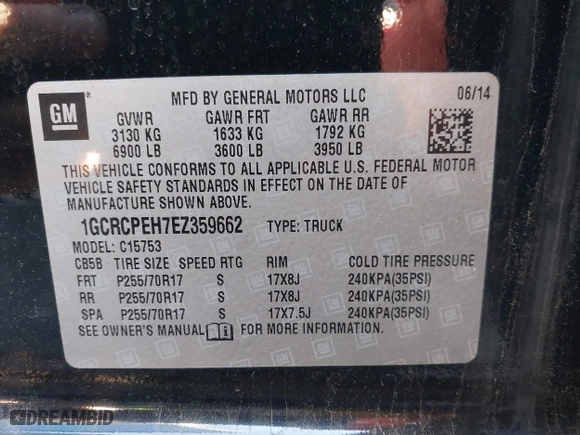 GM ®
MFD BY GENERAL MOTORS LLC 06/14
GVWR GAWR FRT GAWR RR
3130 KG 1633 KG 1792 KG
6900 LB 3600 LB 3950 LB
THIS VEHICLE CONFORMS TO ALL APPLICABLE U.S. FEDERAL MOTOR
VEHICLE SAFETY STANDARDS IN EFFECT ON THE DATE OF
MANUFACTURE SHOWN ABOVE.
1GCRCPEH7EZ359662 TYPE: TRUCK
MODEL: C15753
CB5B TIRE SIZE SPEED RTG RIM COLD TIRE PRESSURE
FRT P255/70R17 S 17X8J 240KPA(35PSI)
RR P255/70R17 S 17X8J 240KPA(35PSI)
SPA P255/70R17 S 17X7.5J 240KPA(35PSI)
SEE OWNER'S MANUAL FOR MORE INFORMATION.
DREAMBID